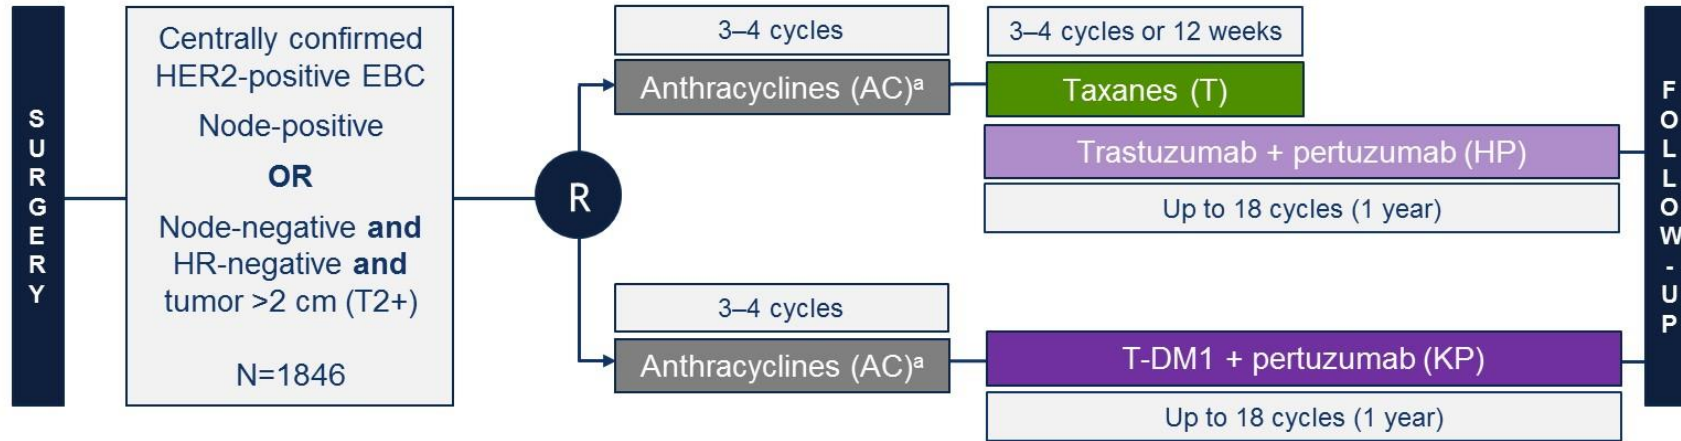 SURGERY
Centrally confirmed
HER2-positive EBC
Node-positive
OR
Node-negative and
HR-negative and
tumor >2 cm (T2+)
N=1846
R
3–4 cycles
Anthracyclines (AC)ᵃ
3–4 cycles or 12 weeks
Taxanes (T)
Trastuzumab + pertuzumab (HP)
Up to 18 cycles (1 year)
3–4 cycles
Anthracyclines (AC)ᵃ
T-DM1 + pertuzumab (KP)
Up to 18 cycles (1 year)
FOLLOW-UP